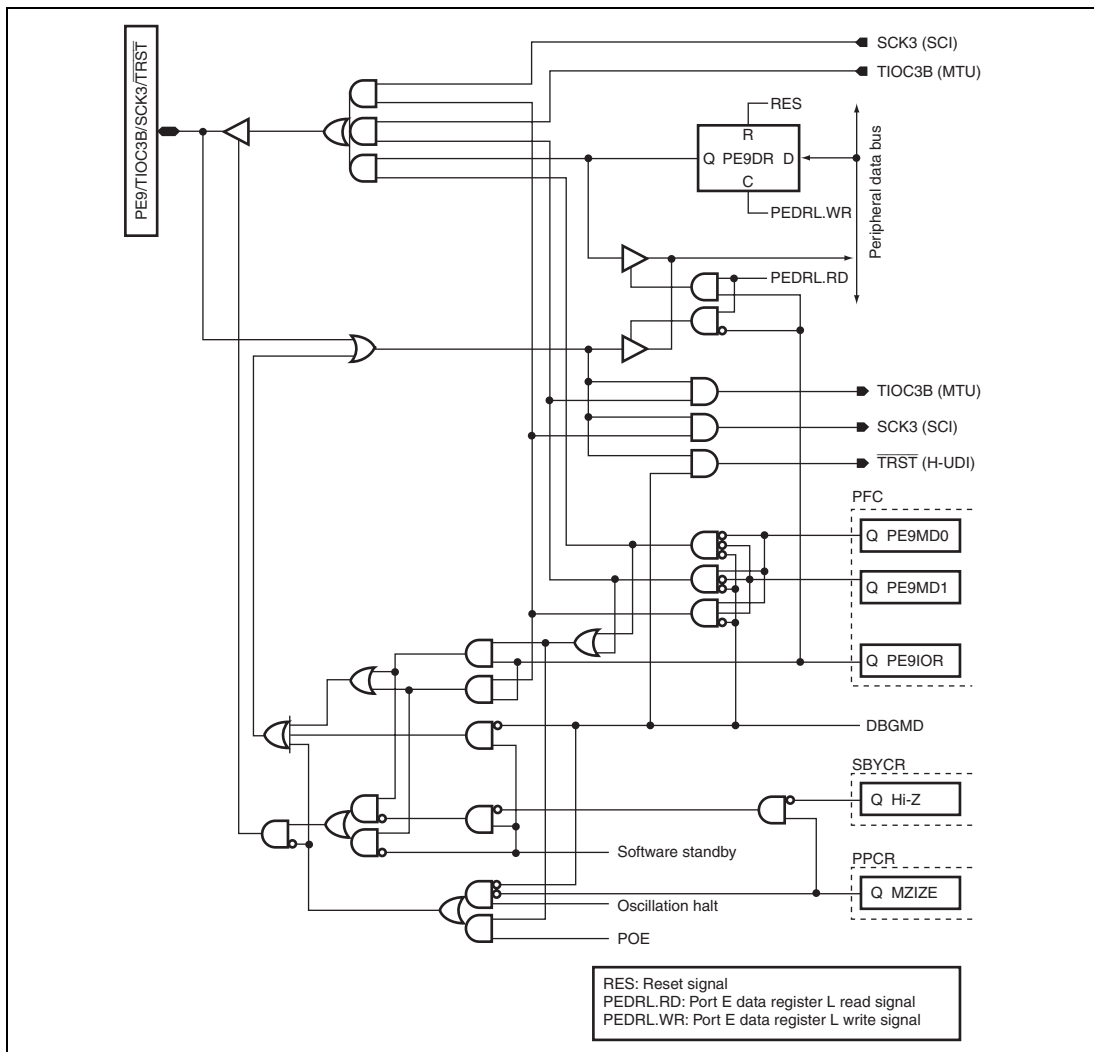 SCK3 (SCI)
TIOC3B (MTU)
PE9/TIOC3B/SCK3/T̅R̅S̅T̅
RES
R
Q PE9DR D
C
PEDRL.WR
Peripheral data bus
PEDRL.RD
TIOC3B (MTU)
SCK3 (SCI)
T̅R̅S̅T̅ (H-UDI)
PFC
Q PE9MD0
Q PE9MD1
Q PE9IOR
DBGMD
SBYCR
Q Hi-Z
Software standby
PPCR
Q MZIZE
Oscillation halt
POE
RES: Reset signal
PEDRL.RD: Port E data register L read signal
PEDRL.WR: Port E data register L write signal